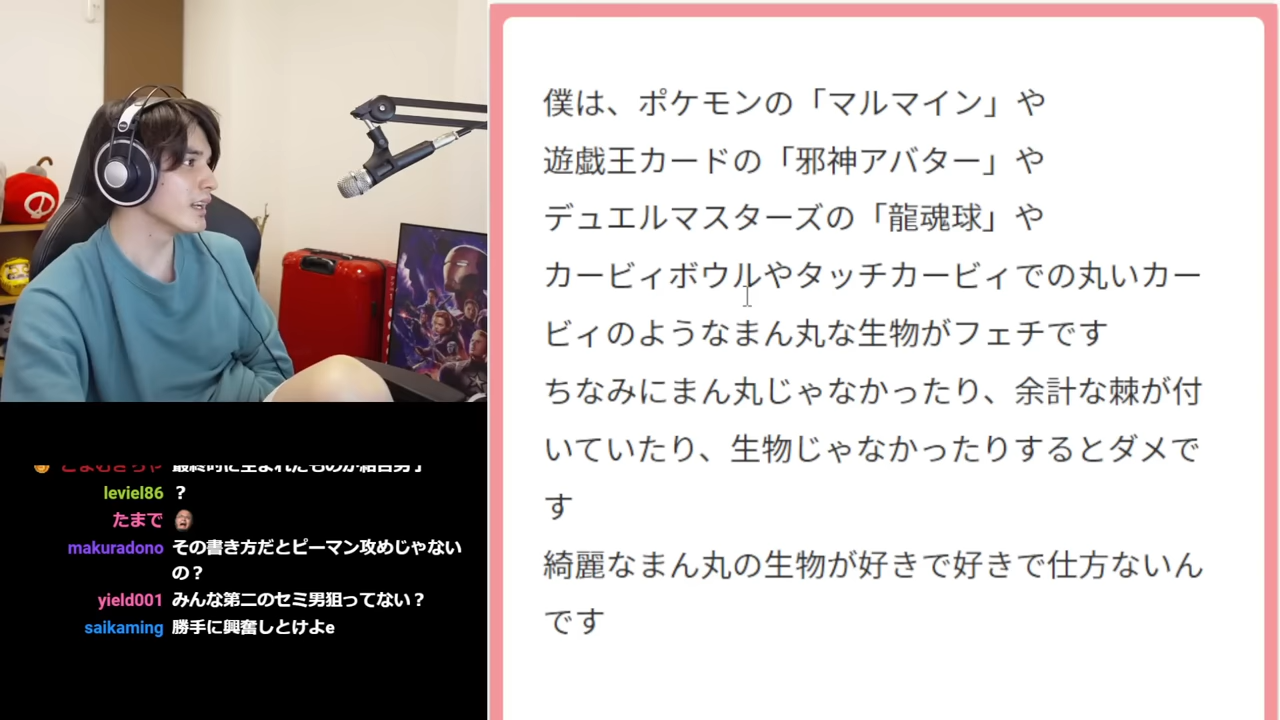 僕は、ポケモンの「マルマイン」や
遊戯王カードの「邪神アバター」や
デュエルマスターズの「龍魂球」や
カービィボウルやタッチカービィでの丸いカー
ビィのようなまん丸な生物がフェチです
ちなみにまん丸じゃなかったり、余計な棘が付
いていたり、生物じゃなかったりするとダメで
す
綺麗なまん丸の生物が好きで好きで仕方ないん
です
leviel86 ?
たまで
makuradono その書き方だとピーマン攻めじゃない
の?
yield001 みんな第二のセミ男狙ってない?
saikaming 勝手に興奮しとけよe